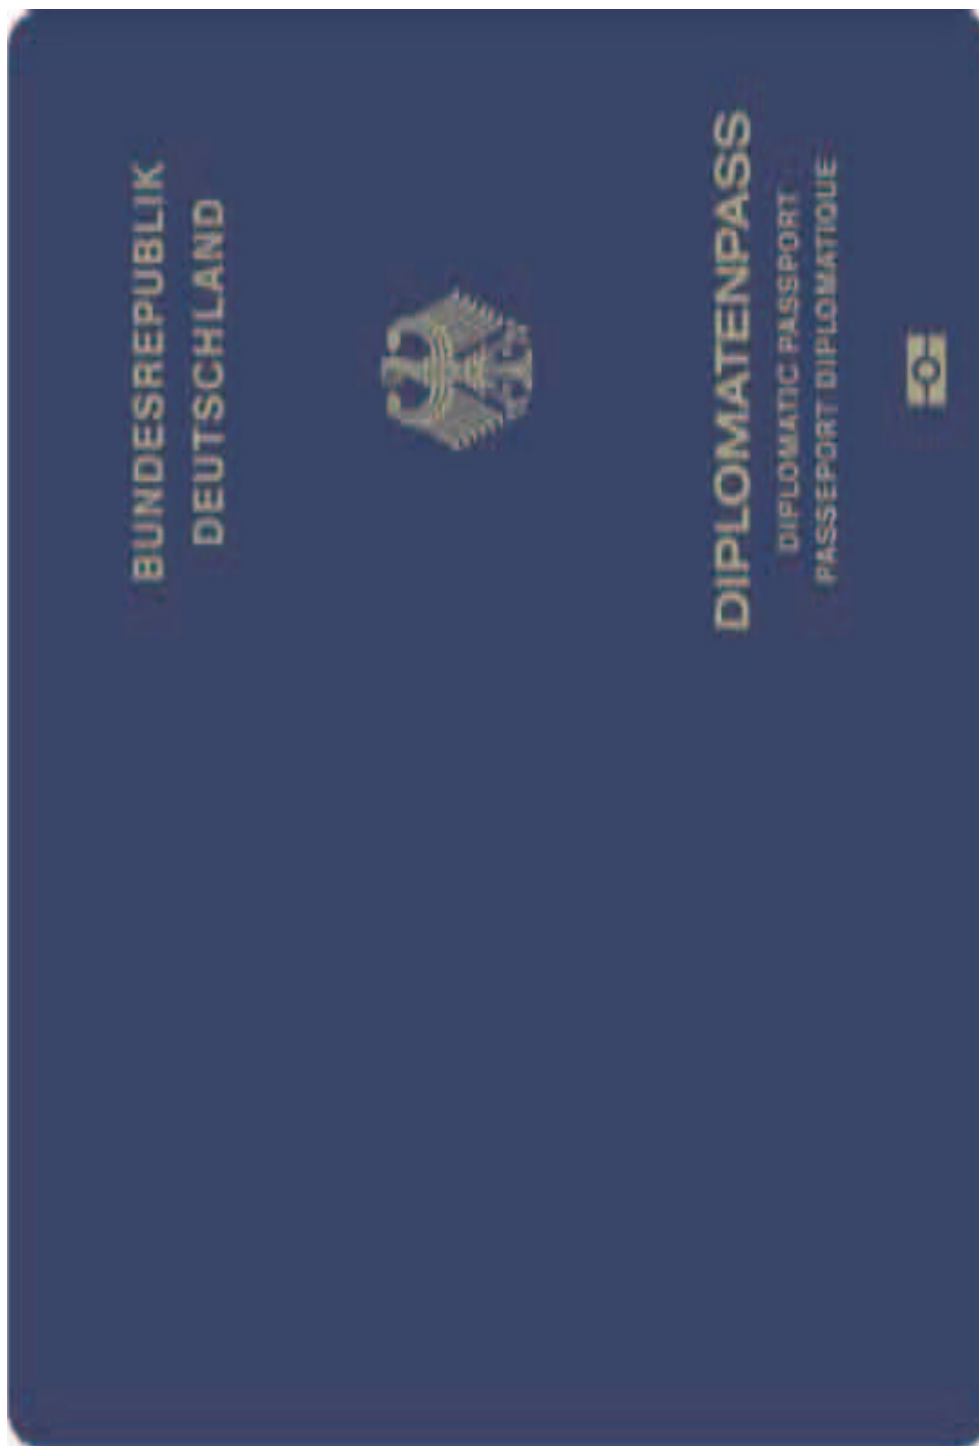 BUNDESREPUBLIK
DEUTSCHLAND
DIPLOMATENPASS
DIPLOMATIC PASSPORT
PASSEPORT DIPLOMATIQUE